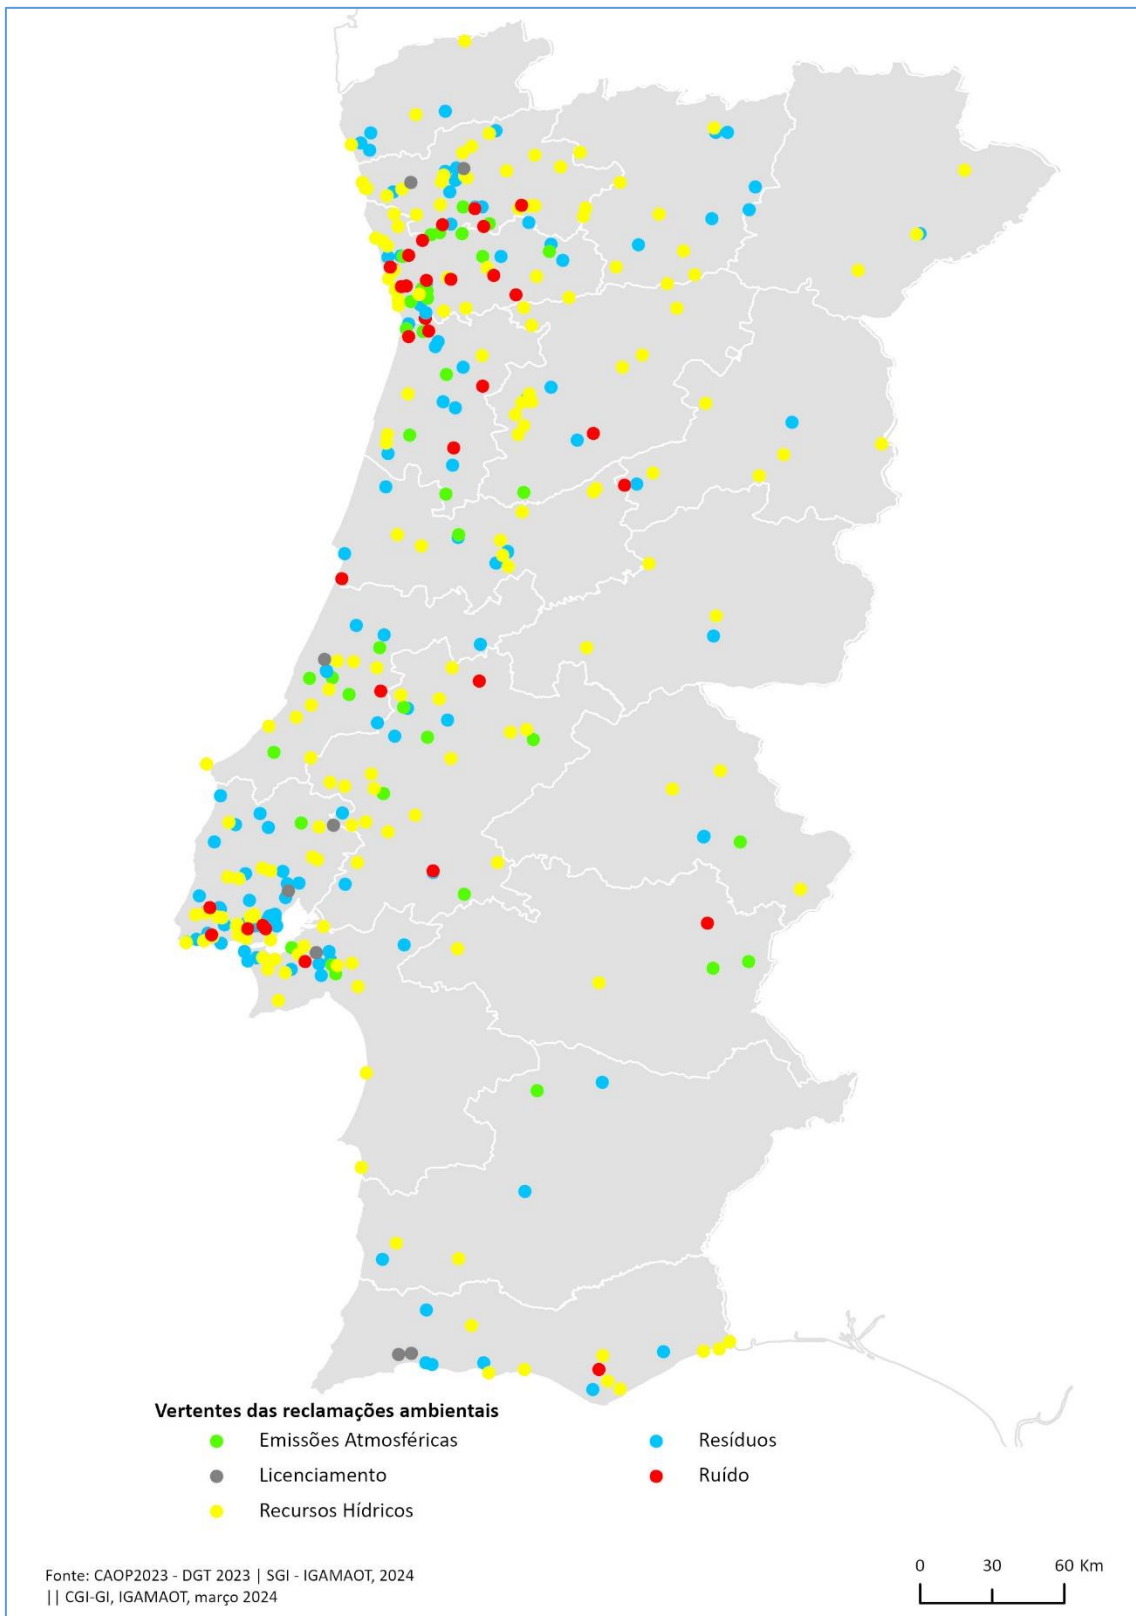 Vertentes das reclamações ambientais
Emissões Atmosféricas
Licenciamento
Recursos Hídricos
Resíduos
Ruído
0 30 60 Km
Fonte: CAOP2023 - DGT 2023 | SGI - IGAMAOT, 2024
|| CGI-GI, IGAMAOT, março 2024